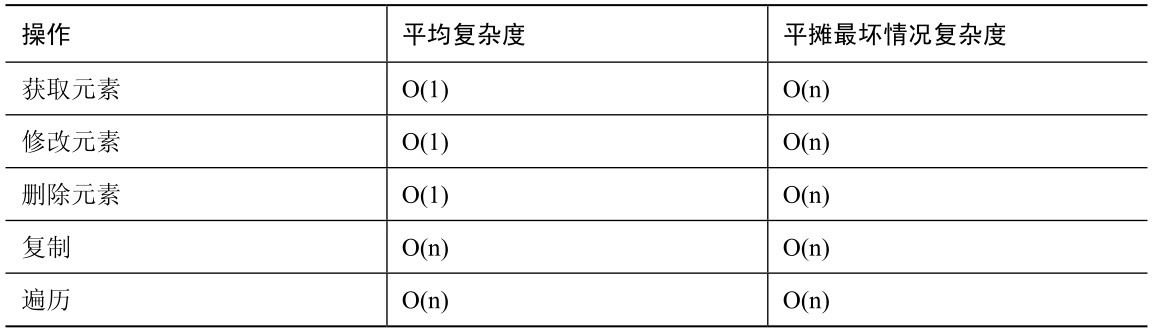 操作 平均复杂度 平摊最坏情况复杂度
获取元素 O(1) O(n)
修改元素 O(1) O(n)
删除元素 O(1) O(n)
复制 O(n) O(n)
遍历 O(n) O(n)